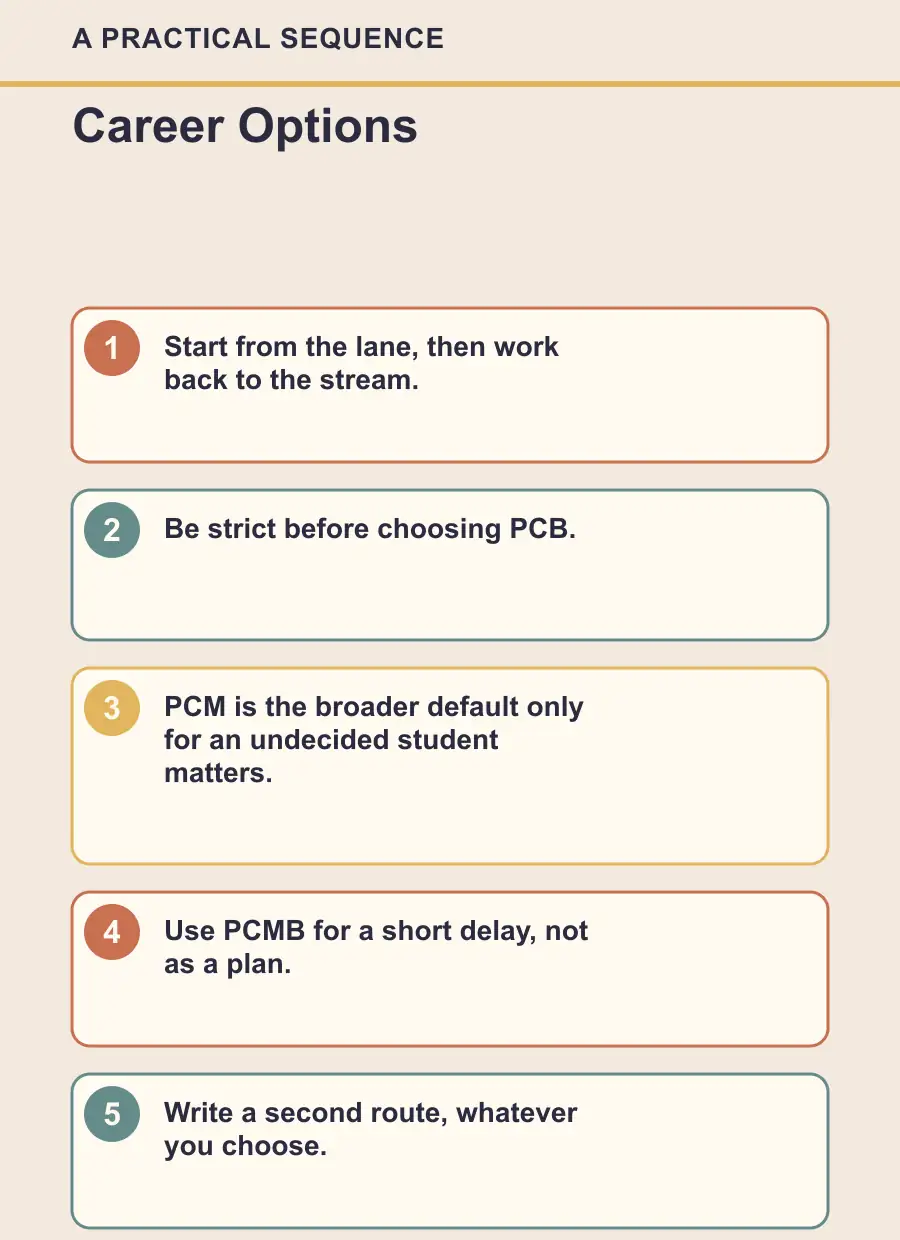 A PRACTICAL SEQUENCE
Career Options
1
Start from the lane, then work
back to the stream.
2
Be strict before choosing PCB.
3
PCM is the broader default only
for an undecided student
matters.
4
Use PCMB for a short delay, not
as a plan.
5
Write a second route, whatever
you choose.